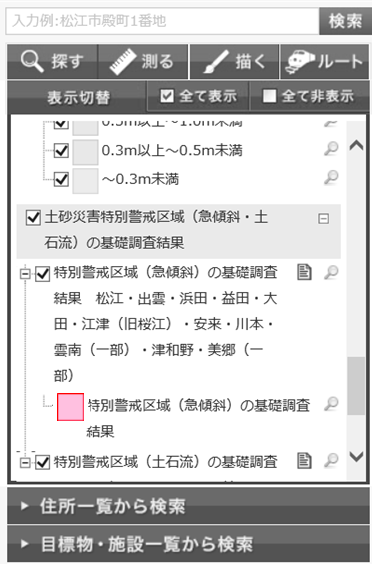 入力例:松江市殿町1番地
検索
探す
測る
描く
ルート
表示切替
全て表示
全て非表示
0.5m以上～1.0m未満
0.3m以上～0.5m未満
～0.3m未満
土砂災害特別警戒区域（急傾斜・土
石流）の基礎調査結果
特別警戒区域（急傾斜）の基礎調査
結果　松江・出雲・浜田・益田・大
田・江津（旧桜江）・安来・川本・
雲南（一部）・津和野・美郷（一
部）
特別警戒区域（急傾斜）の基礎調査
結果
特別警戒区域（土石流）の基礎調査
住所一覧から検索
目標物・施設一覧から検索